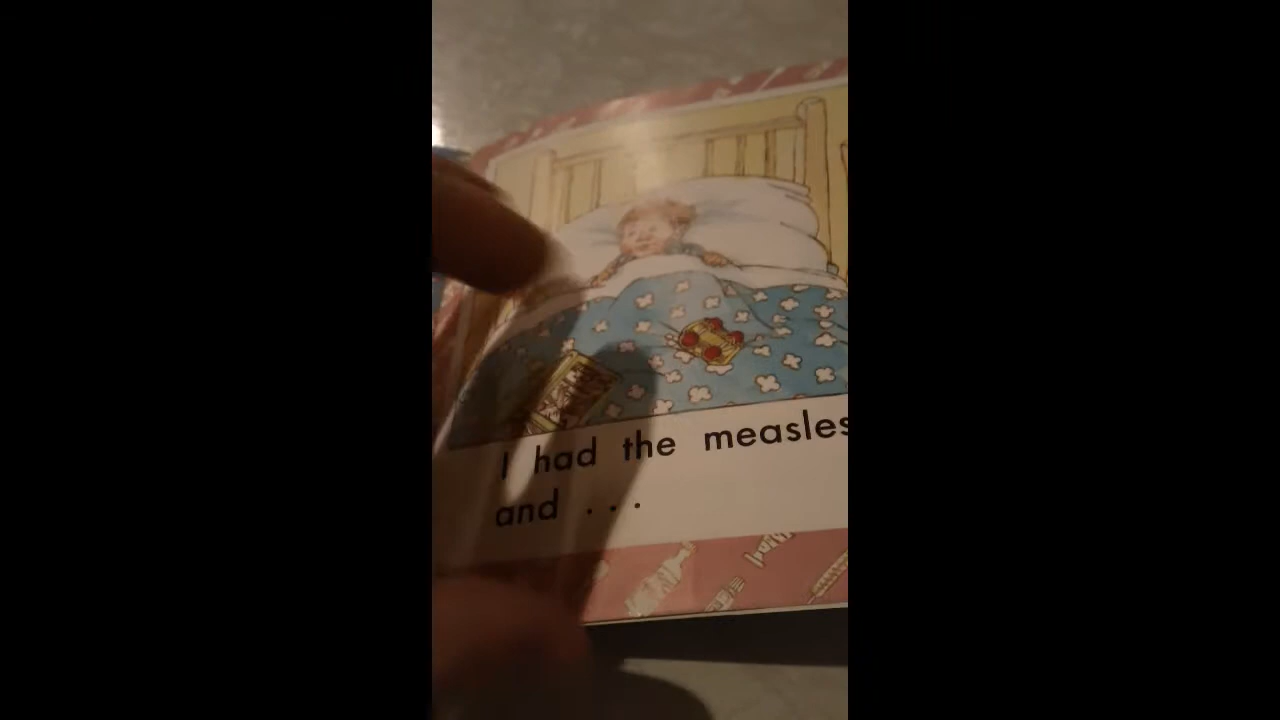 I had the measles
and . . .